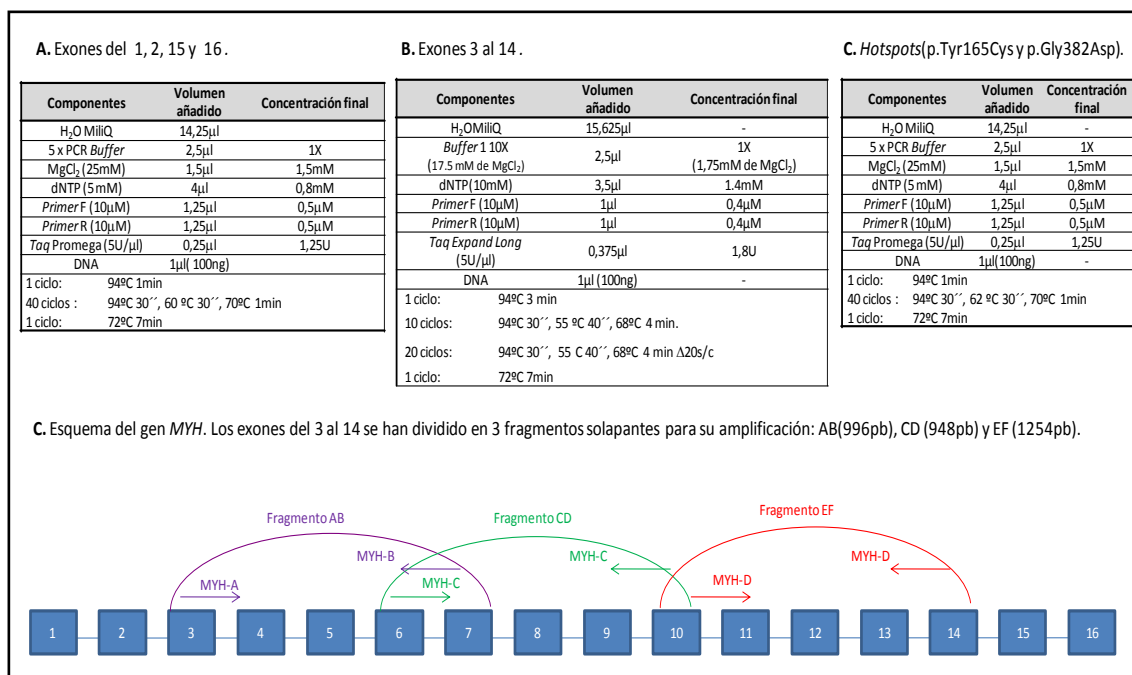 A. Exones del 1, 2, 15 y 16 .
Componentes Volumen añadido Concentración final
H2O MiliQ 14,25µl
5 x PCR Buffer 2,5µl 1X
MgCl2 (25mM) 1,5µl 1,5mM
dNTP (5 mM) 4µl 0,8mM
Primer F (10µM) 1,25µl 0,5µM
Primer R (10µM) 1,25µl 0,5µM
Taq Promega (5U/µl) 0,25µl 1,25U
DNA 1µl( 100ng)
1 ciclo: 94ºC 1min
40 ciclos : 94ºC 30´´, 60 ºC 30´´, 70ºC 1min
1 ciclo: 72ºC 7min
B. Exones 3 al 14 .
Componentes Volumen añadido Concentración final
H2OMiliQ 15,625µl -
Buffer 1 10X (17.5 mM de MgCl2) 2,5µl 1X (1,75mM de MgCl2)
dNTP(10mM) 3,5µl 1.4mM
Primer F (10µM) 1µl 0,4µM
Primer R (10µM) 1µl 0,4µM
Taq Expand Long (5U/µl) 0,375µl 1,8U
DNA 1µl (100ng) -
1 ciclo: 94ºC 3 min
10 ciclos: 94ºC 30´´, 55 ºC 40´´, 68ºC 4 min.
20 ciclos: 94ºC 30´´, 55 C 40´´, 68ºC 4 min Δ20s/c
1 ciclo: 72ºC 7min
C. Hotspots(p.Tyr165Cys y p.Gly382Asp).
Componentes Volumen añadido Concentración final
H2O MiliQ 14,25µl -
5 x PCR Buffer 2,5µl 1X
MgCl2 (25mM) 1,5µl 1,5mM
dNTP (5 mM) 4µl 0,8mM
Primer F (10µM) 1,25µl 0,5µM
Primer R (10µM) 1,25µl 0,5µM
Taq Promega (5U/µl) 0,25µl 1,25U
DNA 1µl(100ng) -
1 ciclo: 94ºC 1min
40 ciclos : 94ºC 30´´, 62 ºC 30´´, 70ºC 1min
1 ciclo: 72ºC 7min
C. Esquema del gen MYH. Los exones del 3 al 14 se han dividido en 3 fragmentos solapantes para su amplificación: AB(996pb), CD (948pb) y EF (1254pb).
Fragmento AB Fragmento CD Fragmento EF
MYH-B MYH-C MYH-D
MYH-A MYH-C MYH-D
1 2 3 4 5 6 7 8 9 10 11 12 13 14 15 16